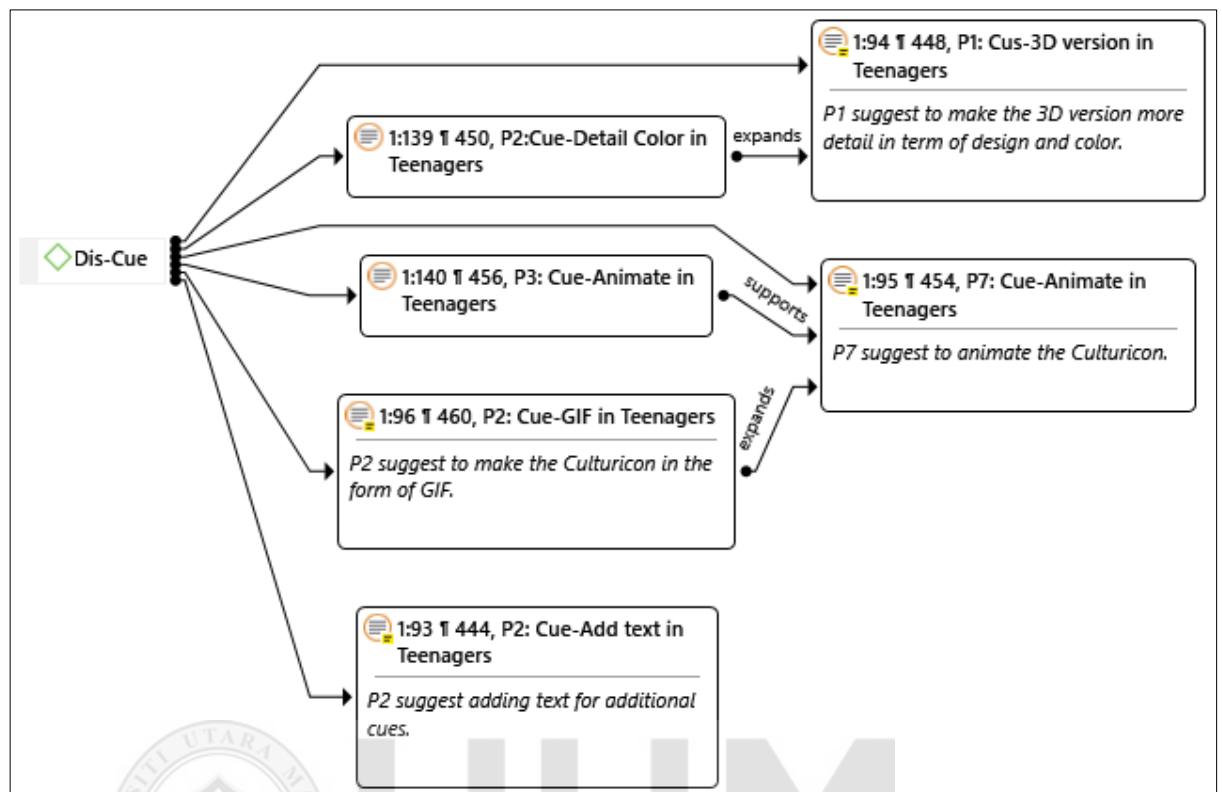 1:94 ¶ 448, P1: Cus-3D version in
Teenagers
P1 suggest to make the 3D version more
detail in term of design and color.
1:139 ¶ 450, P2:Cue-Detail Color in
Teenagers
expands
Dis-Cue
1:140 ¶ 456, P3: Cue-Animate in
Teenagers
supports
1:95 ¶ 454, P7: Cue-Animate in
Teenagers
P7 suggest to animate the Culturicon.
1:96 ¶ 460, P2: Cue-GIF in Teenagers
P2 suggest to make the Culturicon in the
form of GIF.
expands
1:93 ¶ 444, P2: Cue-Add text in
Teenagers
P2 suggest adding text for additional
cues.
UTARA